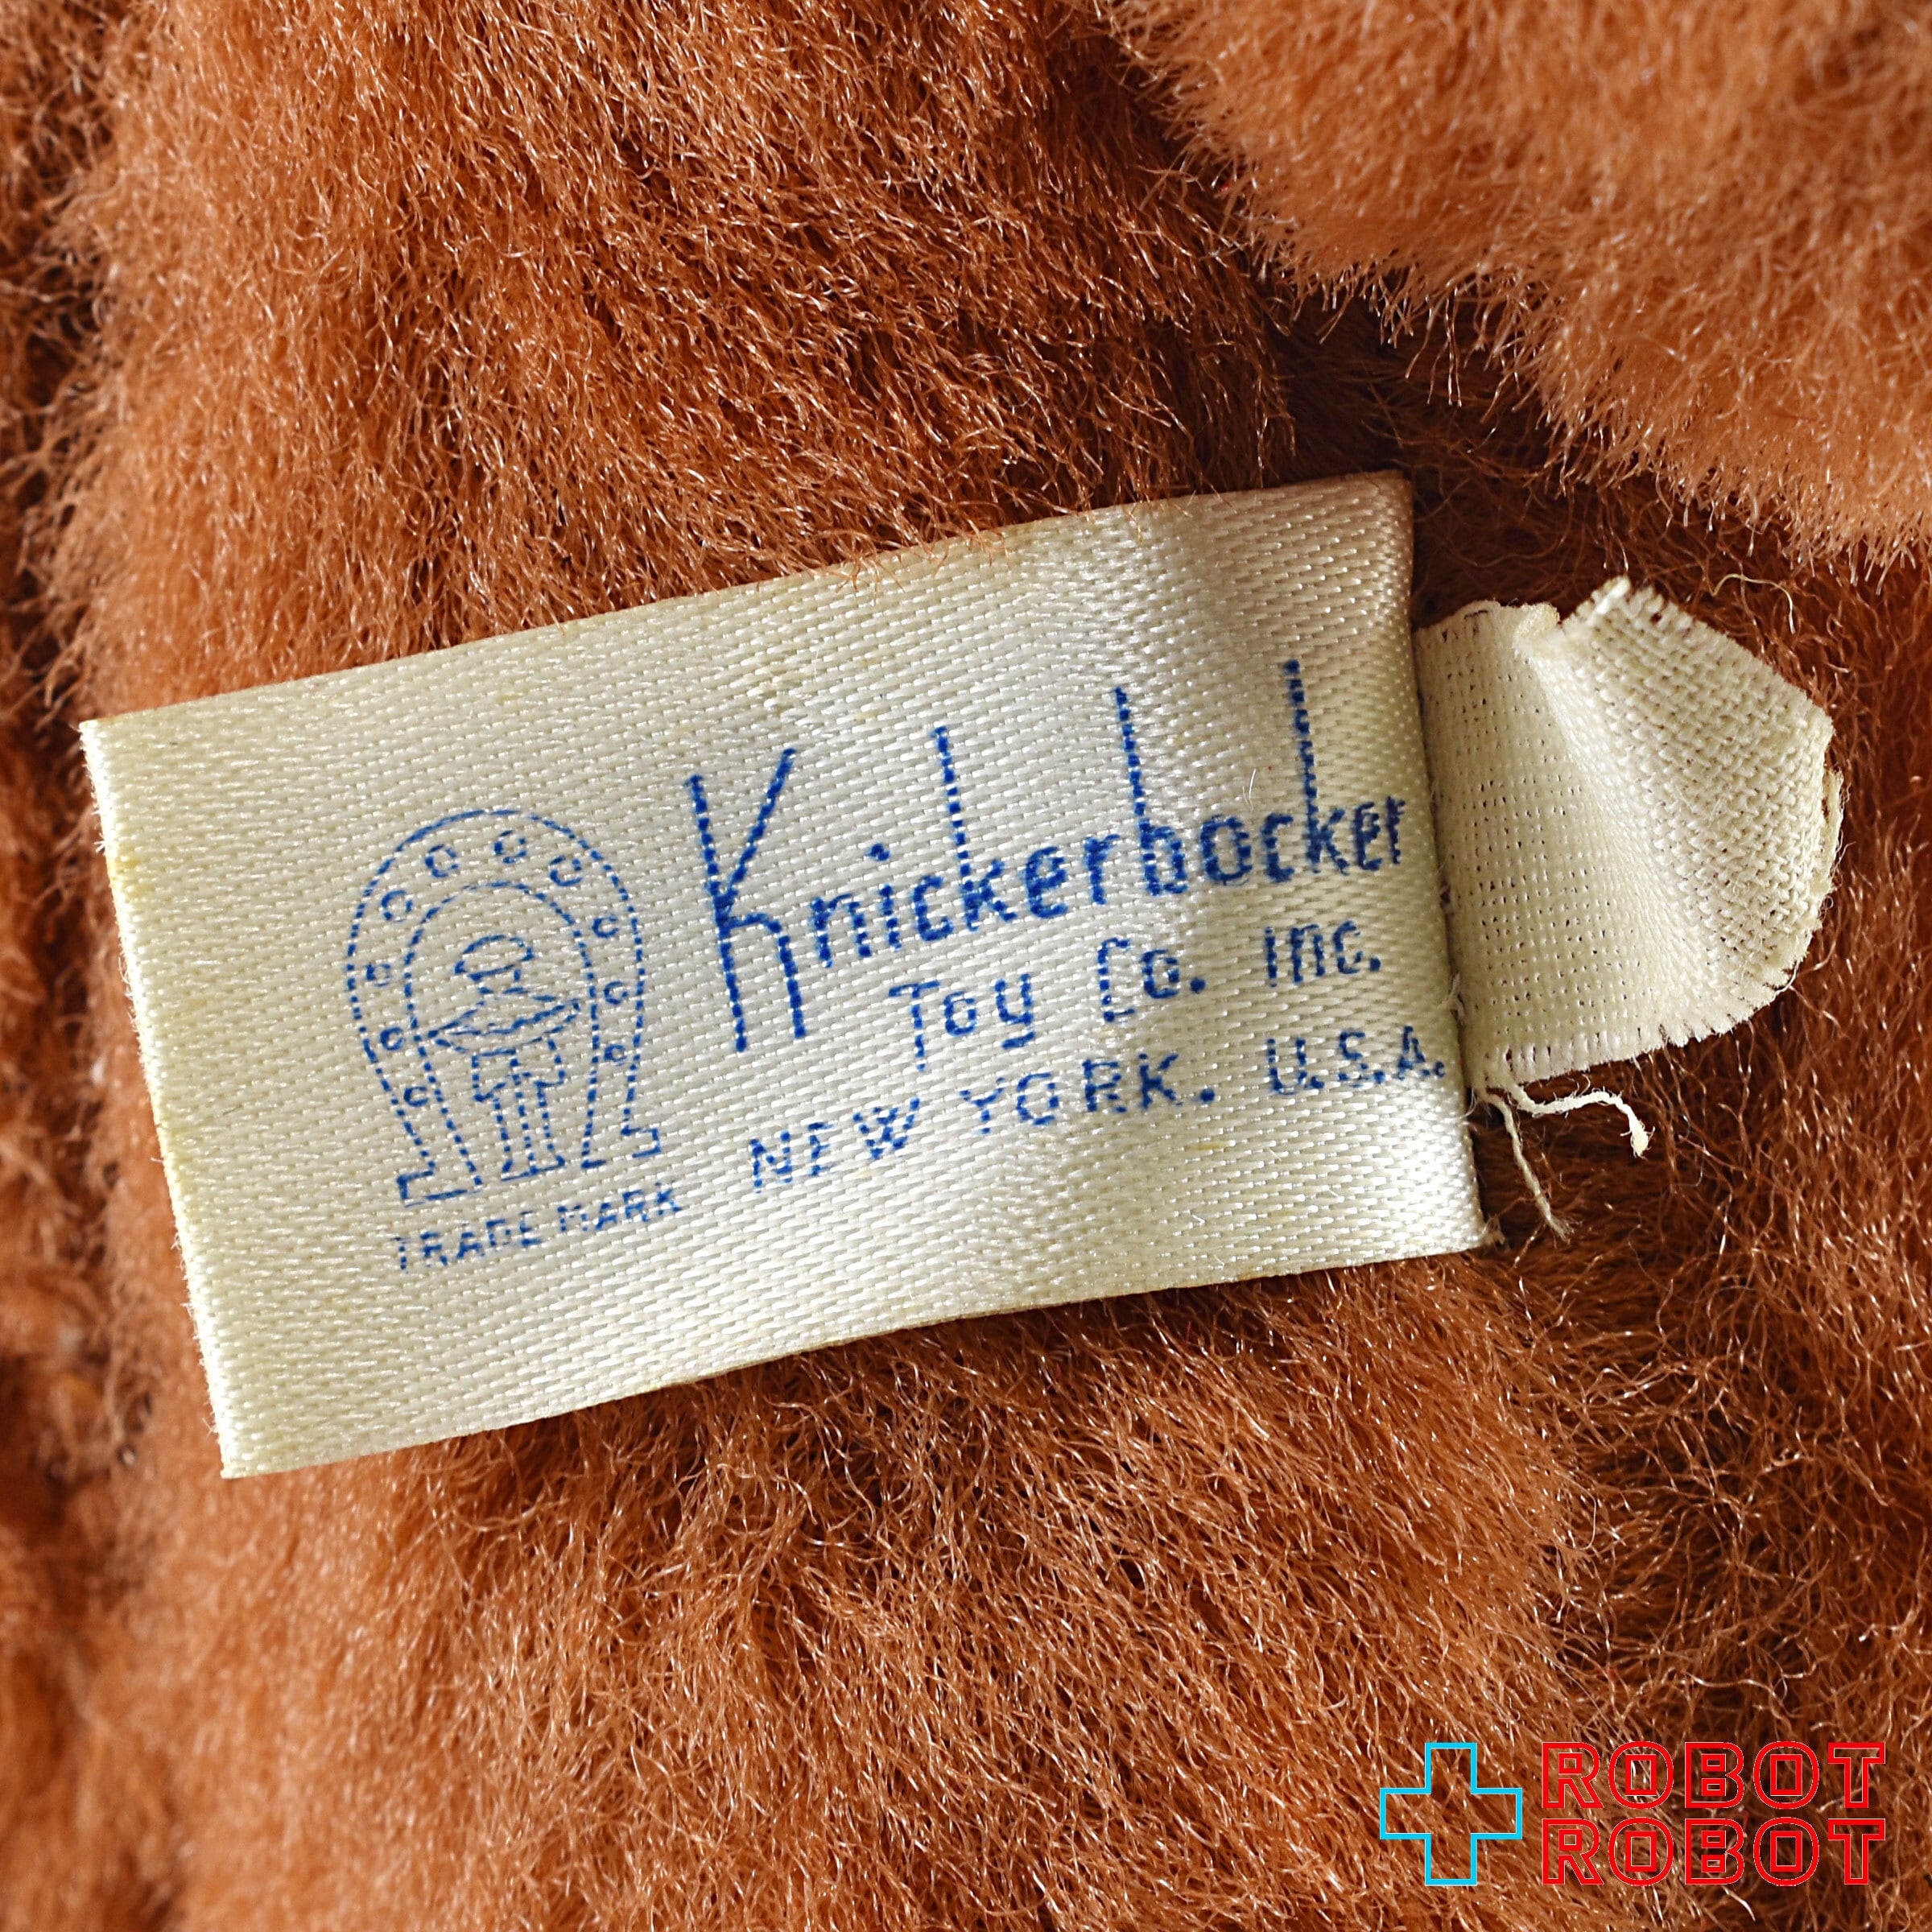 Knickerbocker
Toy Co. Inc.
NEW YORK. U.S.A.
TRADE MARK
ROBOT
ROBOT